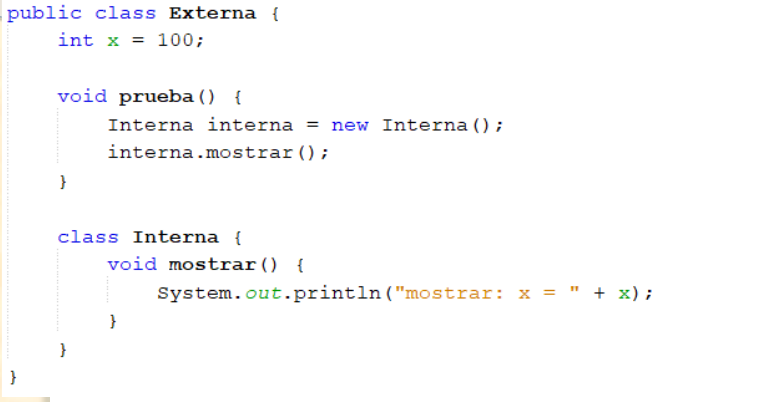 public class Externa {
int x = 100;
void prueba() {
Interna interna = new Interna();
interna.mostrar();
}
class Interna {
void mostrar() {
System.out.println("mostrar: x = " + x);
}
}
}